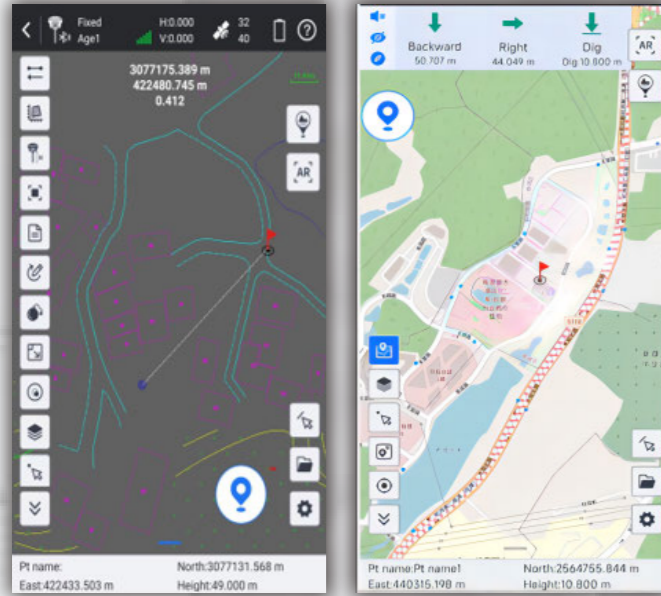 Fixed
Age1
H:0.000
V:0.000
32
40
3077175.389 m
422480.745 m
0.412
AR
Pt name:
North:3077131.568 m
East:422433.503 m
Height:49.000 m
Backward
50.707 m
Right
44.049 m
Dig
Dig 10.800 m
AR
Pt name:Pt name1
North:2564755.844 m
East:440315.198 m
Height:10.800 m